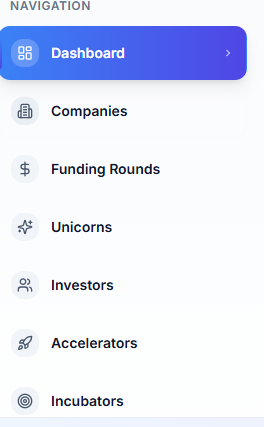 NAVIGATION
Dashboard
Companies
Funding Rounds
Unicorns
Investors
Accelerators
Incubators